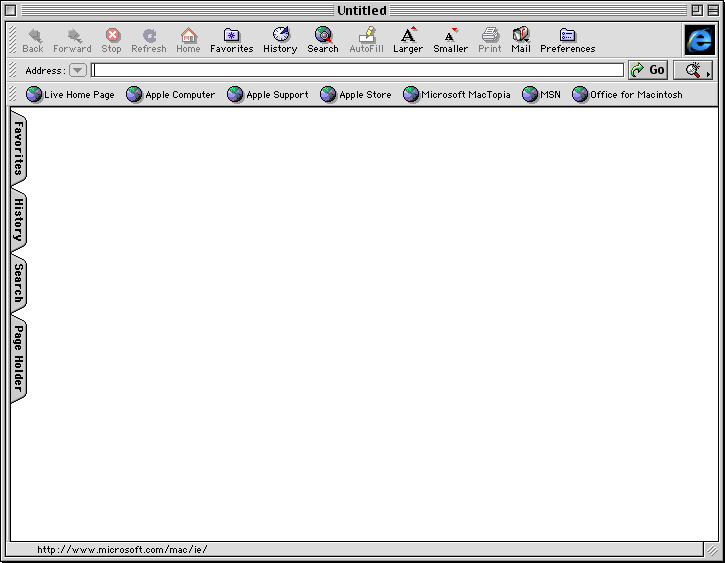 Untitled
Back Forward Stop Refresh Home Favorites History Search AutoFill Larger Smaller Print Mail Preferences
Address: Go
Live Home Page Apple Computer Apple Support Apple Store Microsoft MacTopia MSN Office for Macintosh
Favorites
History
Search
Page Holder
http://www.microsoft.com/mac/ie/